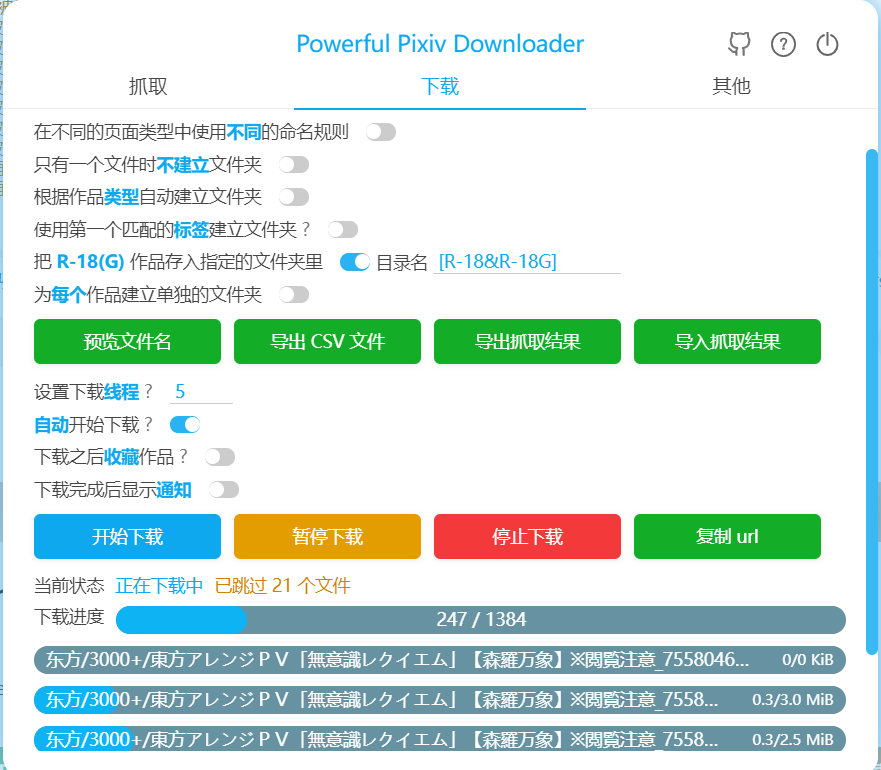 Powerful Pixiv Downloader
抓取 下载 其他
在不同的页面类型中使用不同的命名规则
只有一个文件时不建立文件夹
根据作品类型自动建立文件夹
使用第一个匹配的标签建立文件夹?
把 R-18(G) 作品存入指定的文件夹里 目录名 [R-18&R-18G]
为每个作品建立单独的文件夹
预览文件名 导出 CSV 文件 导出抓取结果 导入抓取结果
设置下载线程? 5
自动开始下载?
下载之后收藏作品?
下载完成后显示通知
开始下载 暂停下载 停止下载 复制 url
当前状态 正在下载中 已跳过 21 个文件
下载进度 247 / 1384
东方/3000+/東方アレンジＰＶ「無意識レクイエム」【森羅万象】※閲覧注意_7558046... 0/0 KiB
东方/3000+/東方アレンジＰＶ「無意識レクイエム」【森羅万象】※閲覧注意_7558... 0.3/3.0 MiB
东方/3000+/東方アレンジＰＶ「無意識レクイエム」【森羅万象】※閲覧注意_7558... 0.3/2.5 MiB